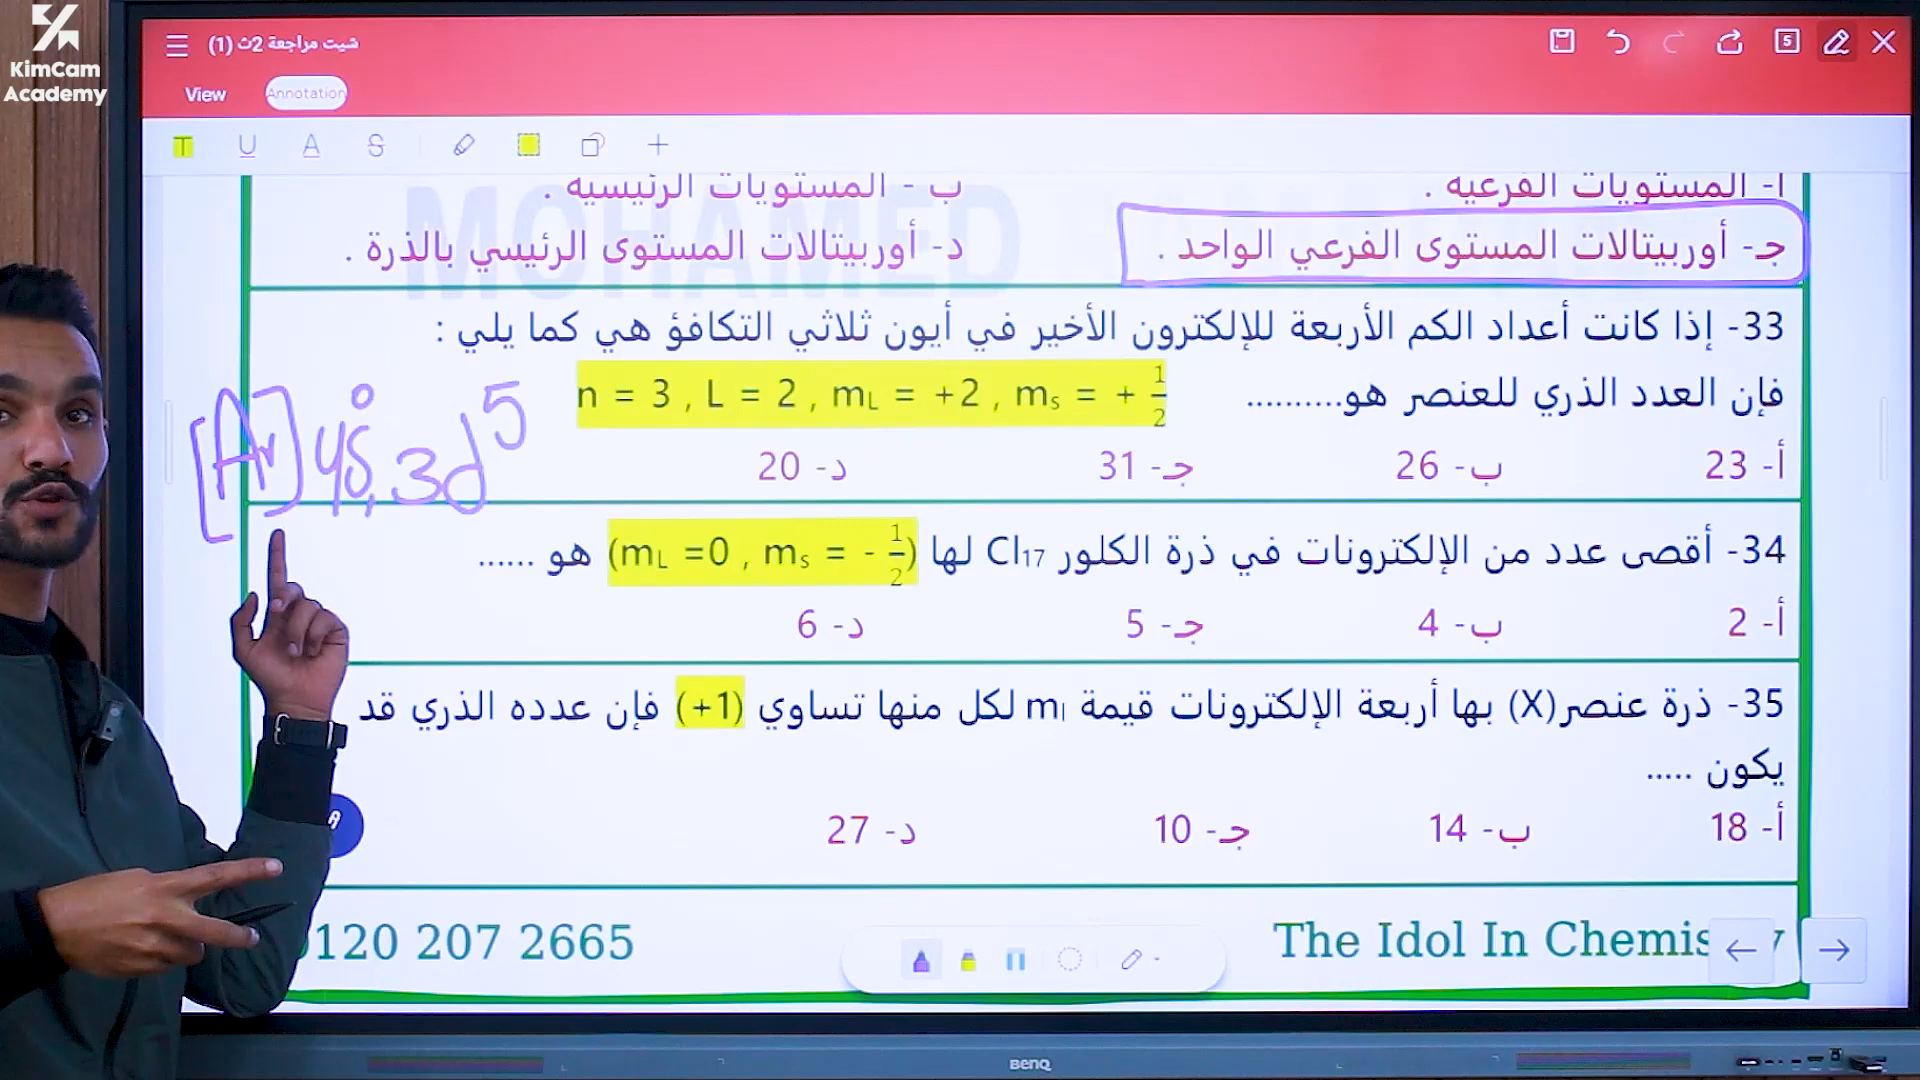 KimCam
Academy
شيت مراجعة 2ث (1)
5
View
Annotation
T U A S
أ- المستويات الفرعيه .
ب - المستويات الرئيسيه .
MOHAMED
جـ- أوربيتالات المستوى الفرعي الواحد .
د- أوربيتالات المستوى الرئيسي بالذرة .
33- إذا كانت أعداد الكم الأربعة للإلكترون الأخير في أيون ثلاثي التكافؤ هي كما يلي :
n = 3 , L = 2 , mL = +2 , ms = + 1/2
فإن العدد الذري للعنصر هو..........
[Ar] 4s⁰, 3d⁵
أ- 23
ب- 26
جـ- 31
د- 20
34- أقصى عدد من الإلكترونات في ذرة الكلور Cl17 لها (mL =0 , ms = - 1/2) هو ......
أ- 2
ب- 4
جـ- 5
د- 6
35- ذرة عنصر(X) بها أربعة الإلكترونات قيمة ml لكل منها تساوي (+1) فإن عدده الذري قد
يكون .....
أ- 18
ب- 14
جـ- 10
د- 27
120 207 2665
The Idol In Chemis
BenQ